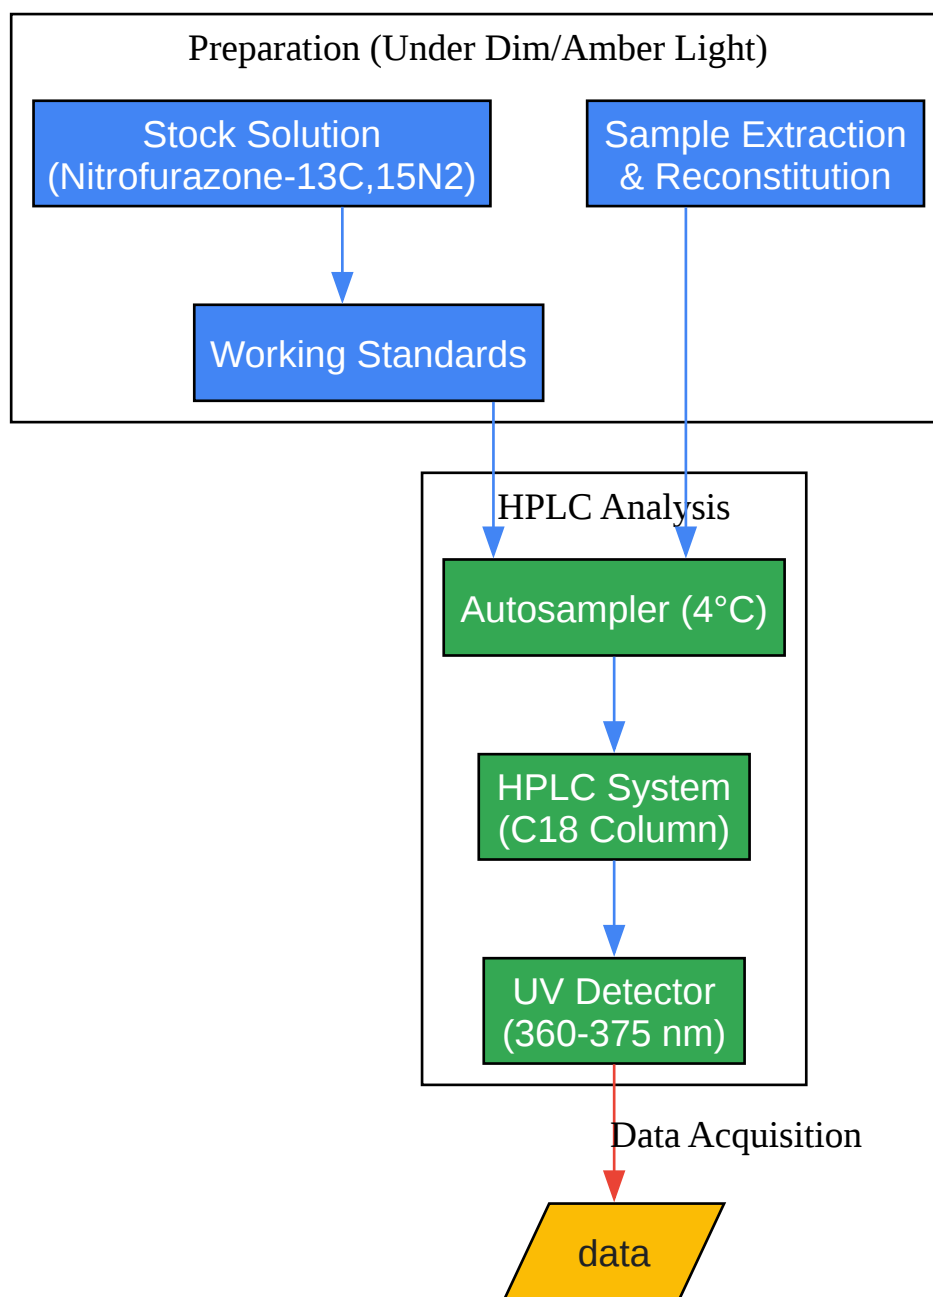 Preparation (Under Dim/Amber Light)
Stock Solution
(Nitrofurazone-13C,15N2)
Sample Extraction
& Reconstitution
Working Standards
HPLC Analysis
Autosampler (4°C)
HPLC System
(C18 Column)
UV Detector
(360-375 nm)
Data Acquisition
data